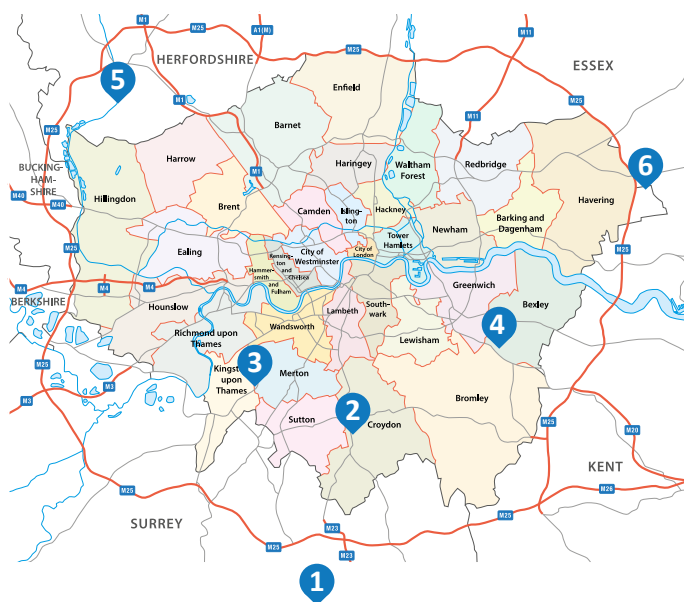 M1
M25
A1(M)
M25
M11
HERFORDSHIRE
ESSEX
5
M1
Enfield
M25
M25
Barnet
M11
Harrow
Haringey
Waltham
Forest
Redbridge
BUCKING-
HAM-
SHIRE
M25
M1
6
M40
M40
Hillingdon
Brent
Camden
Isling-
ton
Hackney
Havering
Barking and
Dagenham
Newham
Tower
Hamlets
M25
Ealing
City of
Westminster
City of
London
Kensing-
ton
and
Chelsea
Hammer-
smith
and
Fulham
M25
M4
M4
M4
BERKSHIRE
Greenwich
Bexley
Hounslow
Lambeth
South-
wark
Richmond upon
Thames
Wandsworth
Lewisham
4
M25
M3
3
Kingston
upon
Thames
Merton
M3
Bromley
2
Sutton
Croydon
M20
M25
KENT
M25
M26
SURREY
M23
M25
M25
M23
1